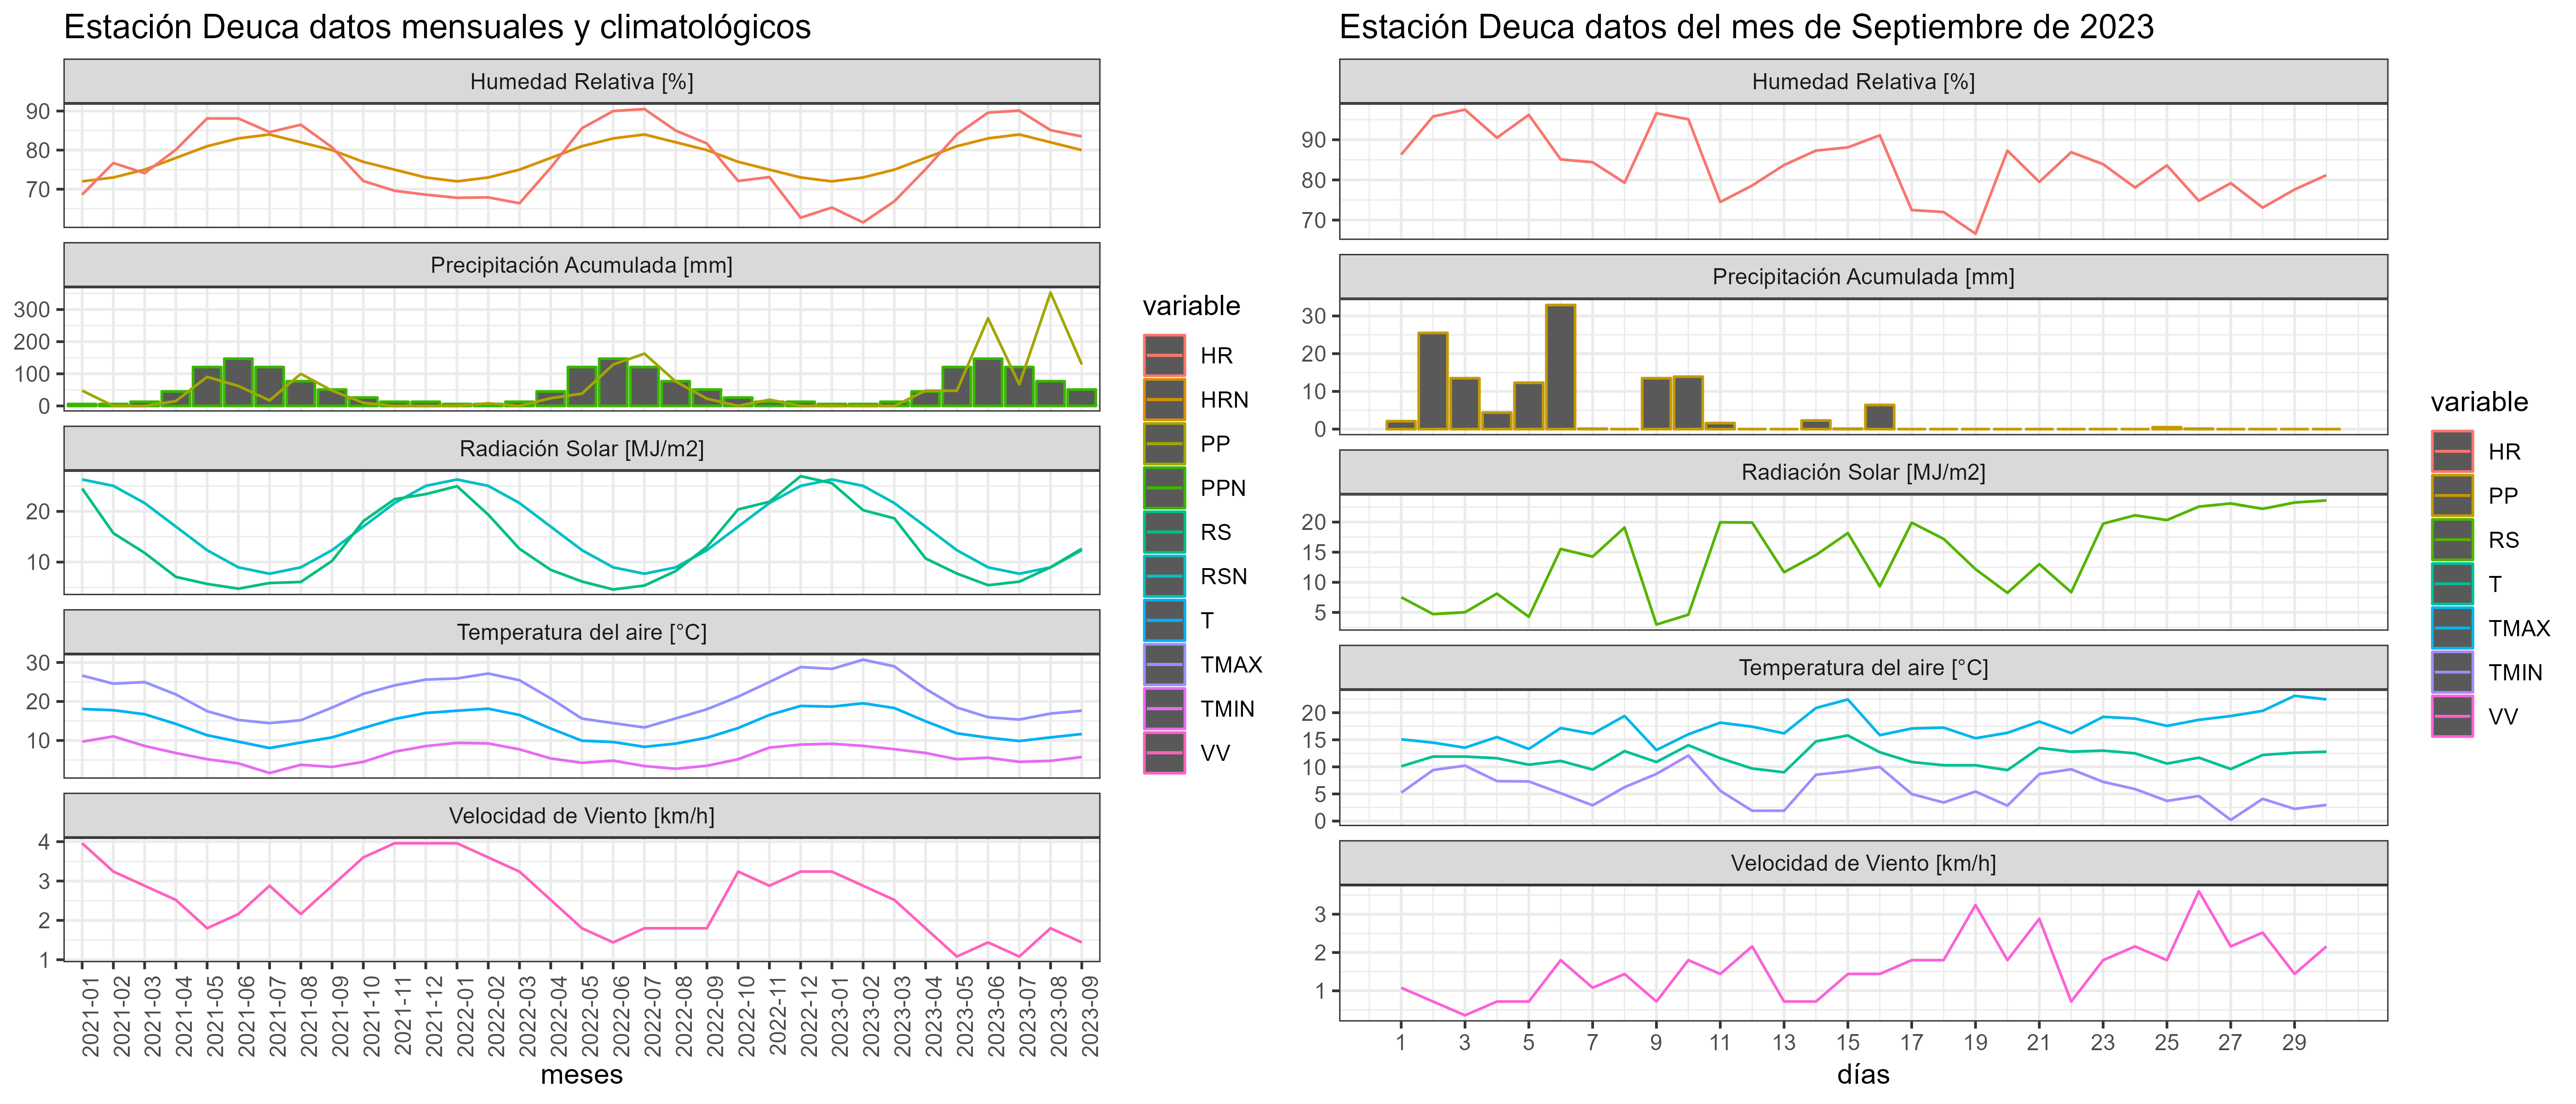 Estación Deuca datos mensuales y climatológicos
Humedad Relativa [%]
90
80
70
Precipitación Acumulada [mm]
300
200
100
0
Radiación Solar [MJ/m2]
20
10
Temperatura del aire [°C]
30
20
10
Velocidad de Viento [km/h]
4
3
2
1
2021-01
2021-02
2021-03
2021-04
2021-05
2021-06
2021-07
2021-08
2021-09
2021-10
2021-11
2021-12
2022-01
2022-02
2022-03
2022-04
2022-05
2022-06
2022-07
2022-08
2022-09
2022-10
2022-11
2022-12
2023-01
2023-02
2023-03
2023-04
2023-05
2023-06
2023-07
2023-08
2023-09
meses
variable
HR
HRN
PP
PPN
RS
RSN
T
TMAX
TMIN
VV
Estación Deuca datos del mes de Septiembre de 2023
Humedad Relativa [%]
90
80
70
Precipitación Acumulada [mm]
30
20
10
0
Radiación Solar [MJ/m2]
20
15
10
5
Temperatura del aire [°C]
20
15
10
5
0
Velocidad de Viento [km/h]
3
2
1
1 3 5 7 9 11 13 15 17 19 21 23 25 27 29
días
variable
HR
PP
RS
T
TMAX
TMIN
VV